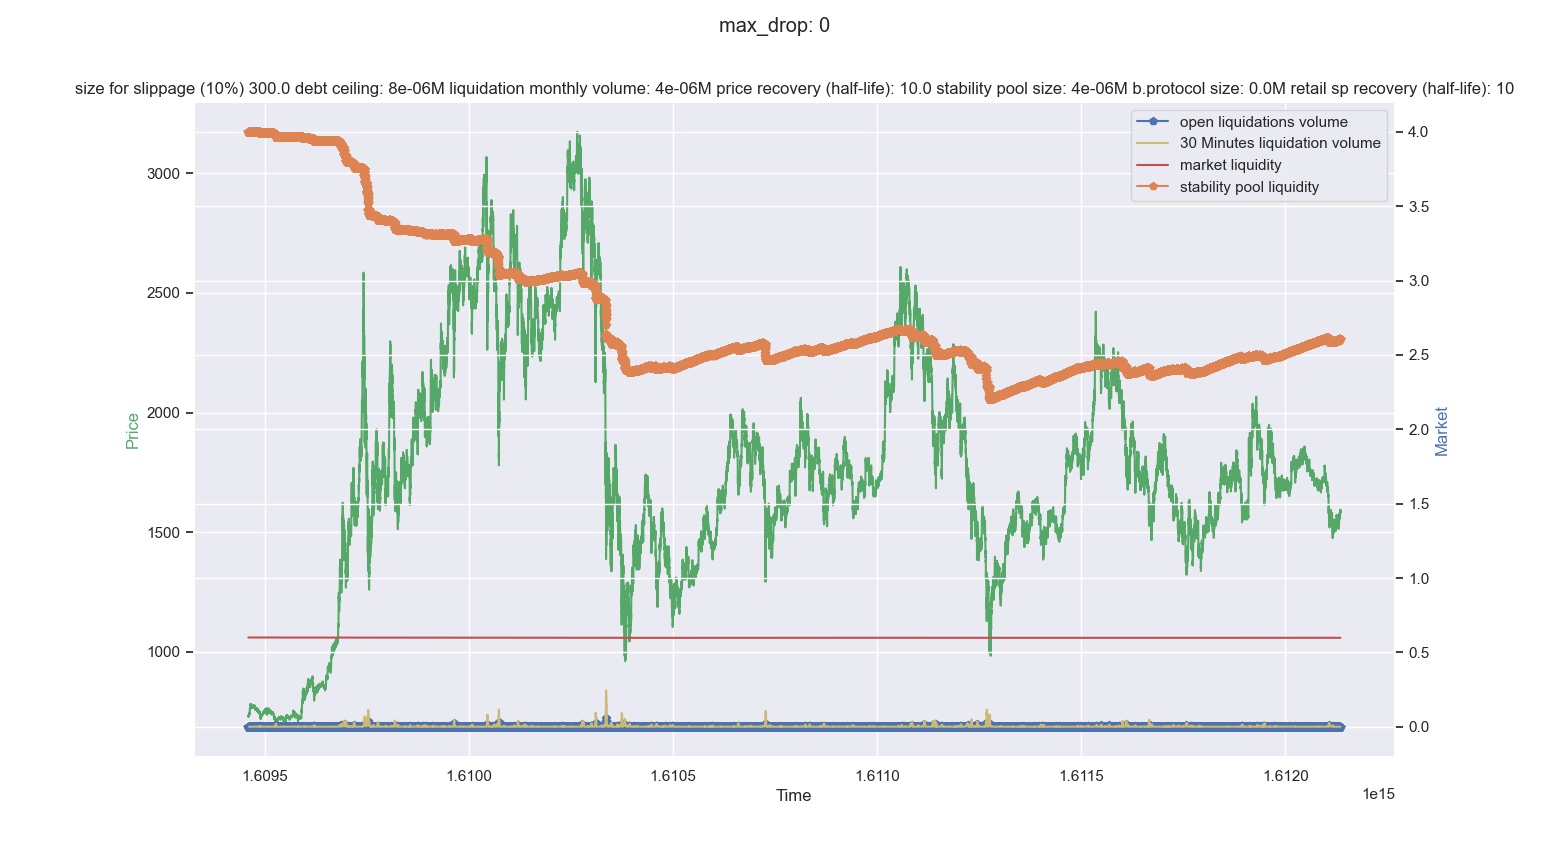 max_drop: 0
size for slippage (10%) 300.0 debt ceiling: 8e-06M liquidation monthly volume: 4e-06M price recovery (half-life): 10.0 stability pool size: 4e-06M b.protocol size: 0.0M retail sp recovery (half-life): 10
open liquidations volume
30 Minutes liquidation volume
market liquidity
stability pool liquidity
3000
2500
2000
1500
1000
Price
4.0
3.5
3.0
2.5
2.0
1.5
1.0
0.5
0.0
Market
1.6095 1.6100 1.6105 1.6110 1.6115 1.6120
1e15
Time